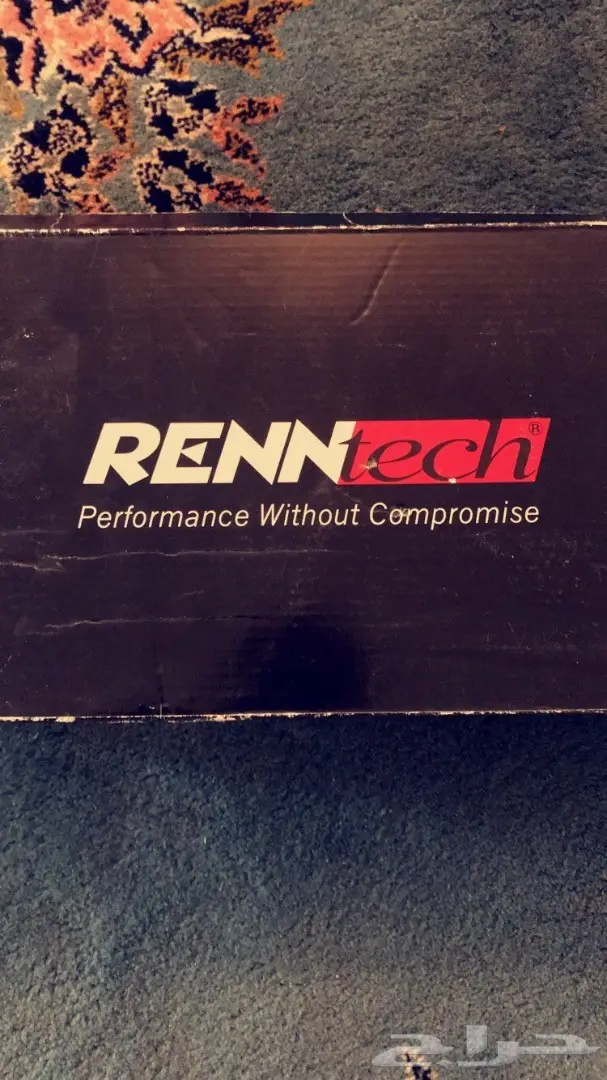 RENNtech®
Performance Without Compromise
حراج